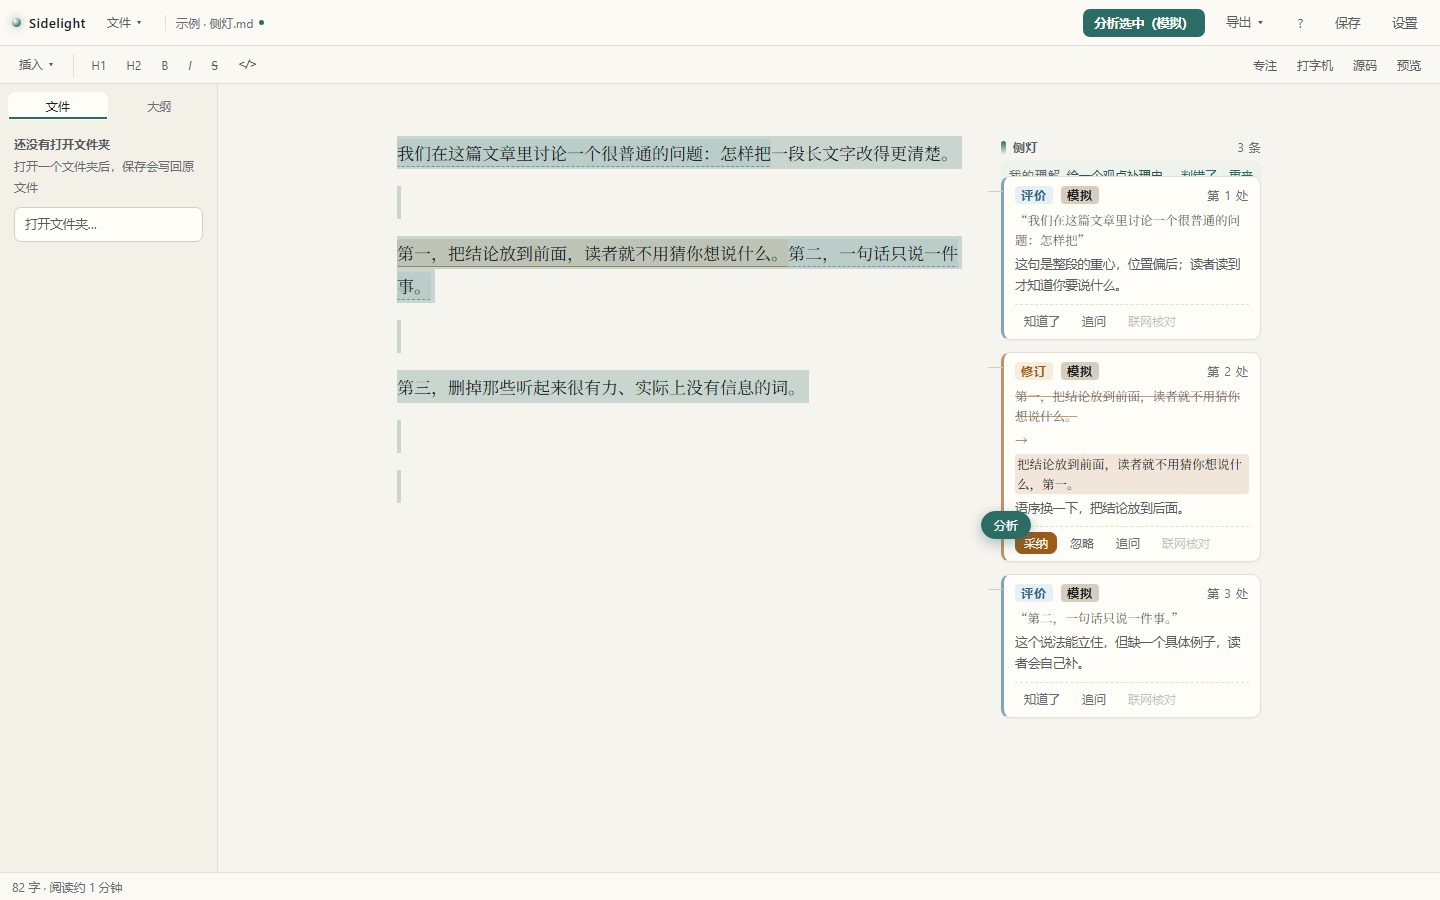 Sidelight 文件 ▾ 示例 · 侧灯.md 分析选中（模拟） 导出 ▾ ? 保存 设置
插入 ▾ H1 H2 B I S </> 专注 打字机 源码 预览
文件 大纲
还没有打开文件夹
打开一个文件夹后，保存会写回原
文件
打开文件夹...
我们在这篇文章里讨论一个很普通的问题：怎样把一段长文字改得更清楚。
第一，把结论放到前面，读者就不用猜你想说什么。第二，一句话只说一件
事。
第三，删掉那些听起来很有力、实际上没有信息的词。
侧灯 3 条
我的理解 给一个观点补理由 判错了，重来
评价 模拟 第 1 处
“我们在这篇文章里讨论一个很普通的问
题：怎样把”
这句是整段的重心，位置偏后；读者读到
才知道你要说什么。
知道了 追问 联网核对
修订 模拟 第 2 处
第一，把结论放到前面，读者就不用猜你
想说什么。
→
把结论放到前面，读者就不用猜你想说什
么，第一。
语序换一下，把结论放到后面。
分析
采纳 忽略 追问 联网核对
评价 模拟 第 3 处
“第二，一句话只说一件事。”
这个说法能立住，但缺一个具体例子，读
者会自己补。
知道了 追问 联网核对
82 字 · 阅读约 1 分钟